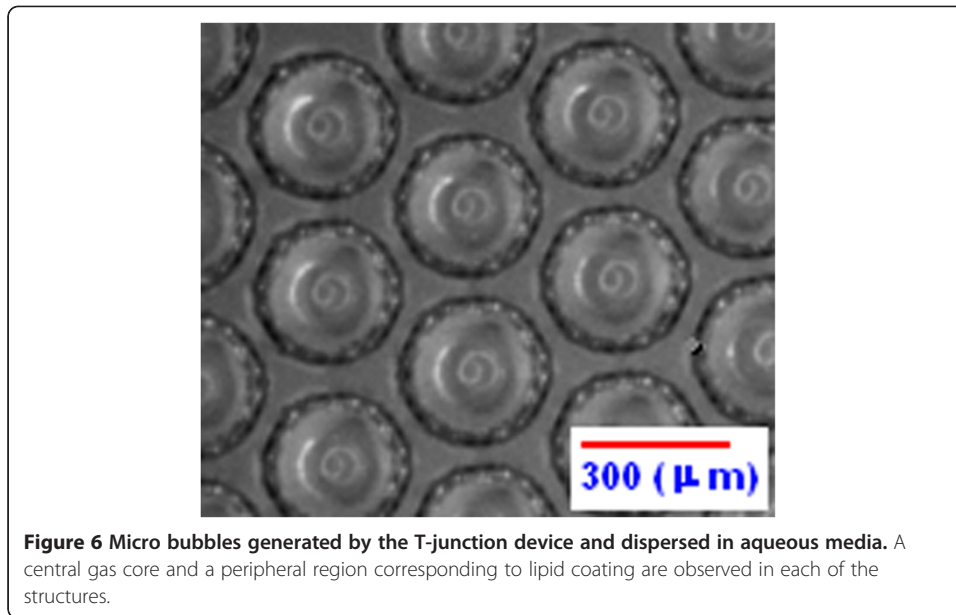 300 (μm)
Figure 6 Micro bubbles generated by the T-junction device and dispersed in aqueous media. A
central gas core and a peripheral region corresponding to lipid coating are observed in each of the
structures.